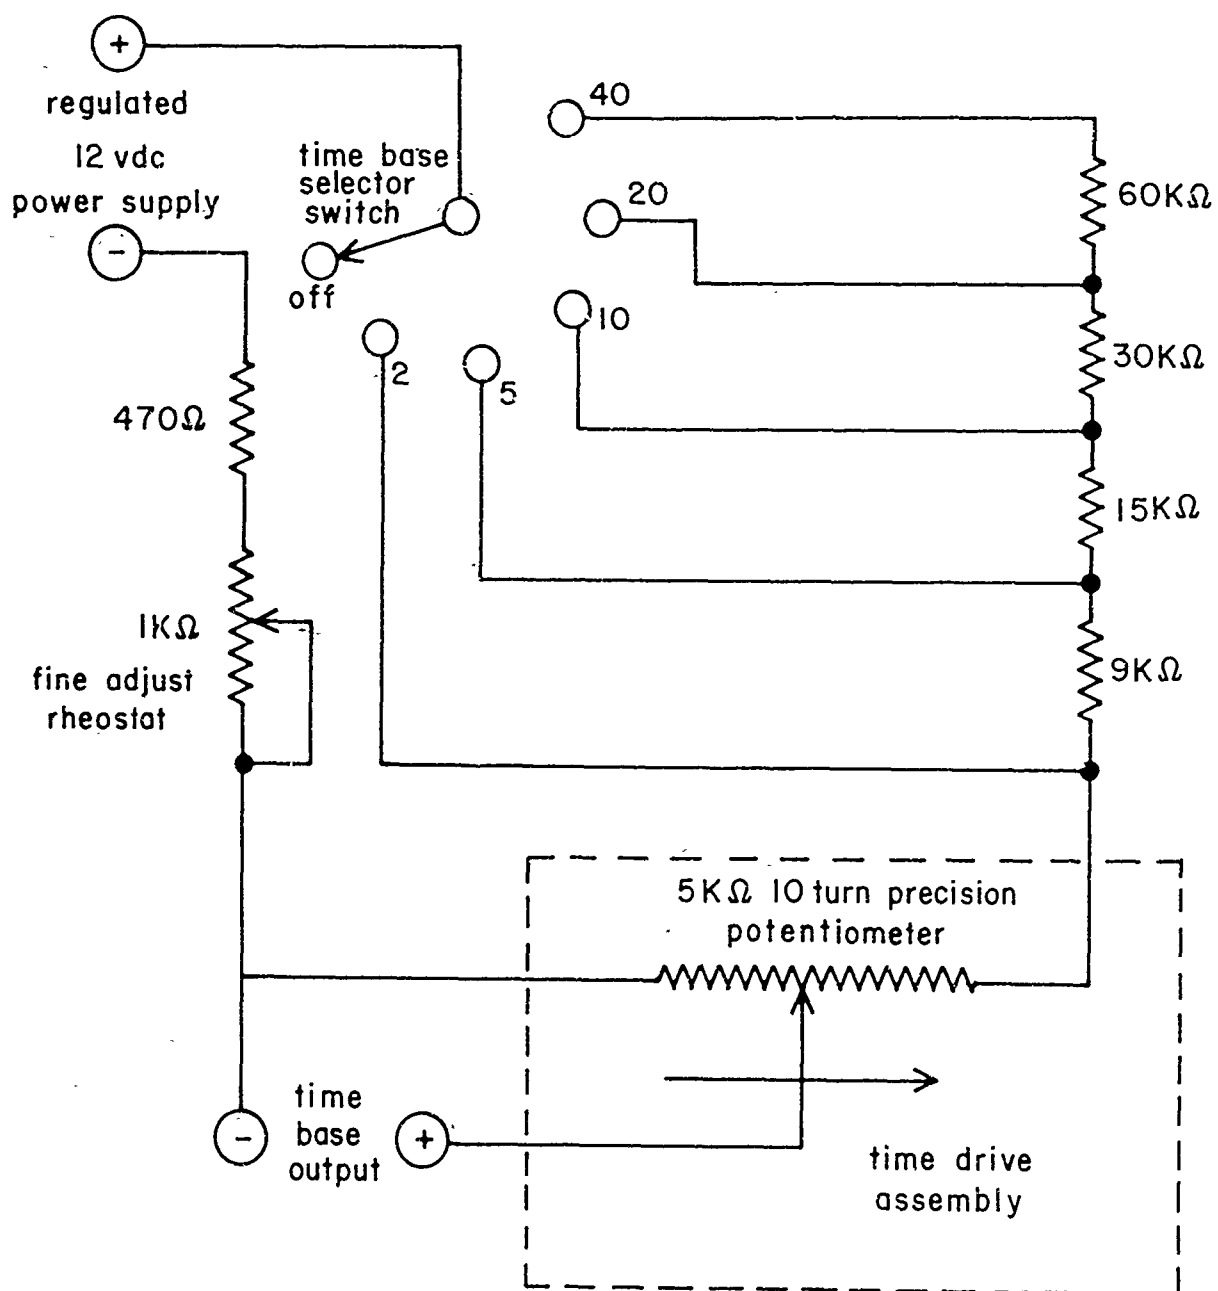 +
regulated
12 vdc
power supply
-
time base
selector
switch
off
40
20
10
2
5
60KΩ
30KΩ
15KΩ
9KΩ
470Ω
1KΩ
fine adjust
rheostat
5KΩ 10 turn precision
potentiometer
-
time
base
output
+
time drive
assembly